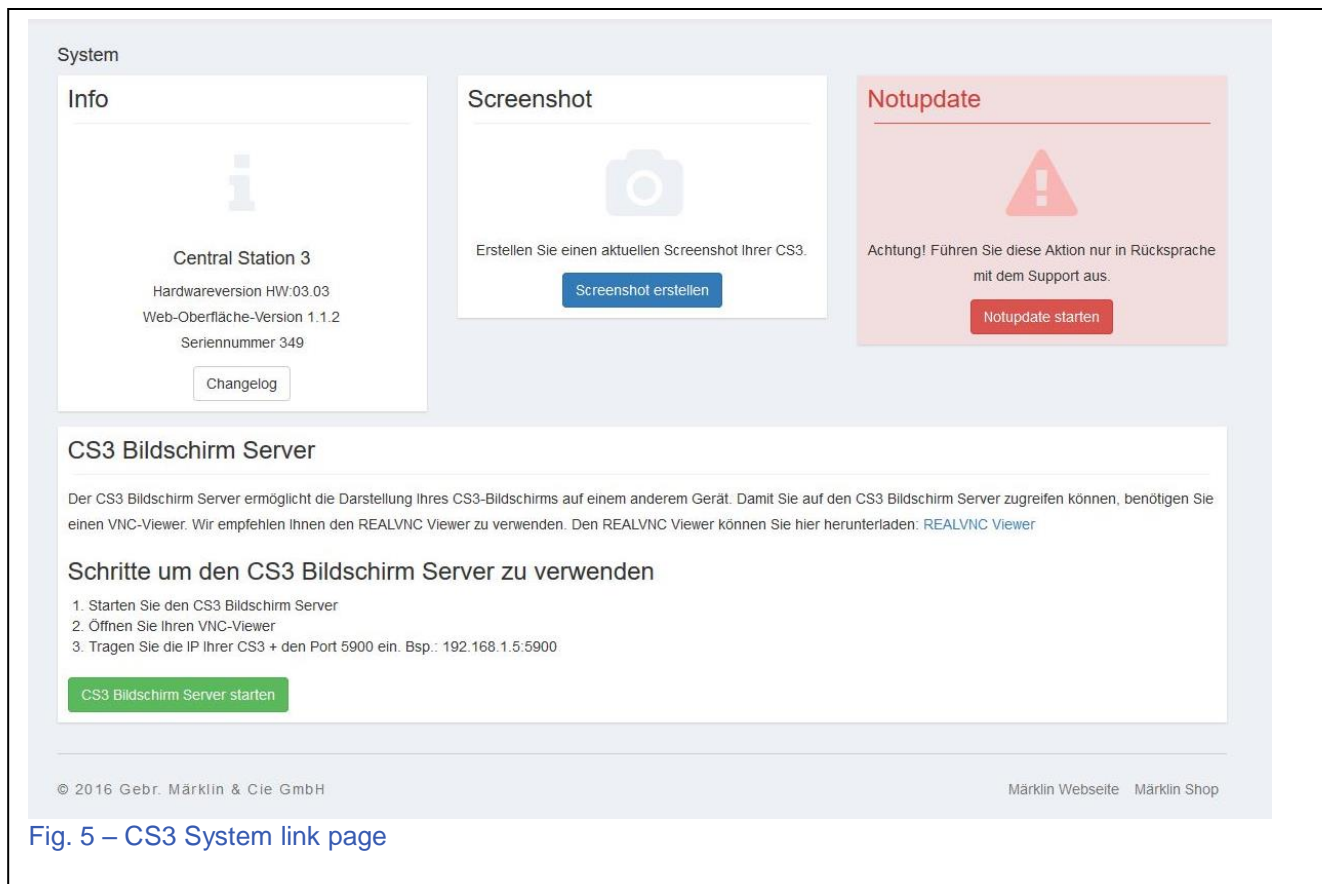 System
Info
Central Station 3
Hardwareversion HW:03.03
Web-Oberfläche-Version 1.1.2
Seriennummer 349
Changelog
Screenshot
Erstellen Sie einen aktuellen Screenshot Ihrer CS3.
Screenshot erstellen
Notupdate
Achtung! Führen Sie diese Aktion nur in Rücksprache
mit dem Support aus.
Notupdate starten
CS3 Bildschirm Server
Der CS3 Bildschirm Server ermöglicht die Darstellung Ihres CS3-Bildschirms auf einem anderem Gerät. Damit Sie auf den CS3 Bildschirm Server zugreifen können, benötigen Sie
einen VNC-Viewer. Wir empfehlen Ihnen den REALVNC Viewer zu verwenden. Den REALVNC Viewer können Sie hier herunterladen: REALVNC Viewer
Schritte um den CS3 Bildschirm Server zu verwenden
1. Starten Sie den CS3 Bildschirm Server
2. Öffnen Sie Ihren VNC-Viewer
3. Tragen Sie die IP Ihrer CS3 + den Port 5900 ein. Bsp.: 192.168.1.5:5900
CS3 Bildschirm Server starten
© 2016 Gebr. Märklin & Cie GmbH
Märklin Webseite Märklin Shop
Fig. 5 – CS3 System link page